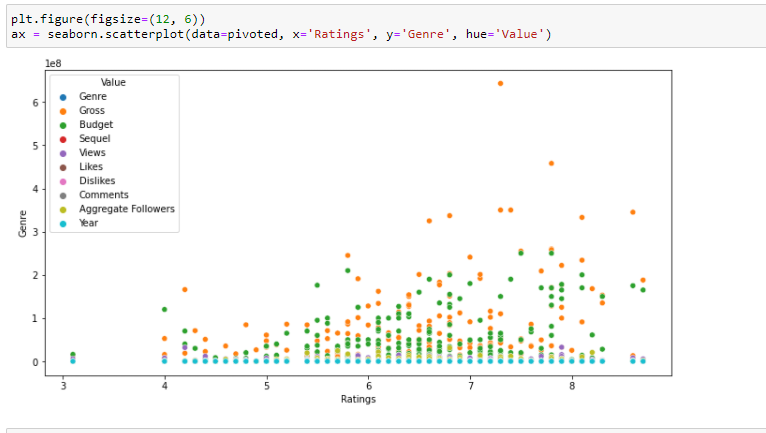 plt.figure(figsize=(12, 6))
ax = seaborn.scatterplot(data=pivoted, x='Ratings', y='Genre', hue='Value')
1e8
Value
Genre
Gross
Budget
Sequel
Views
Likes
Dislikes
Comments
Aggregate Followers
Year
Genre
6
5
4
3
2
1
0
3 4 5 6 7 8
Ratings